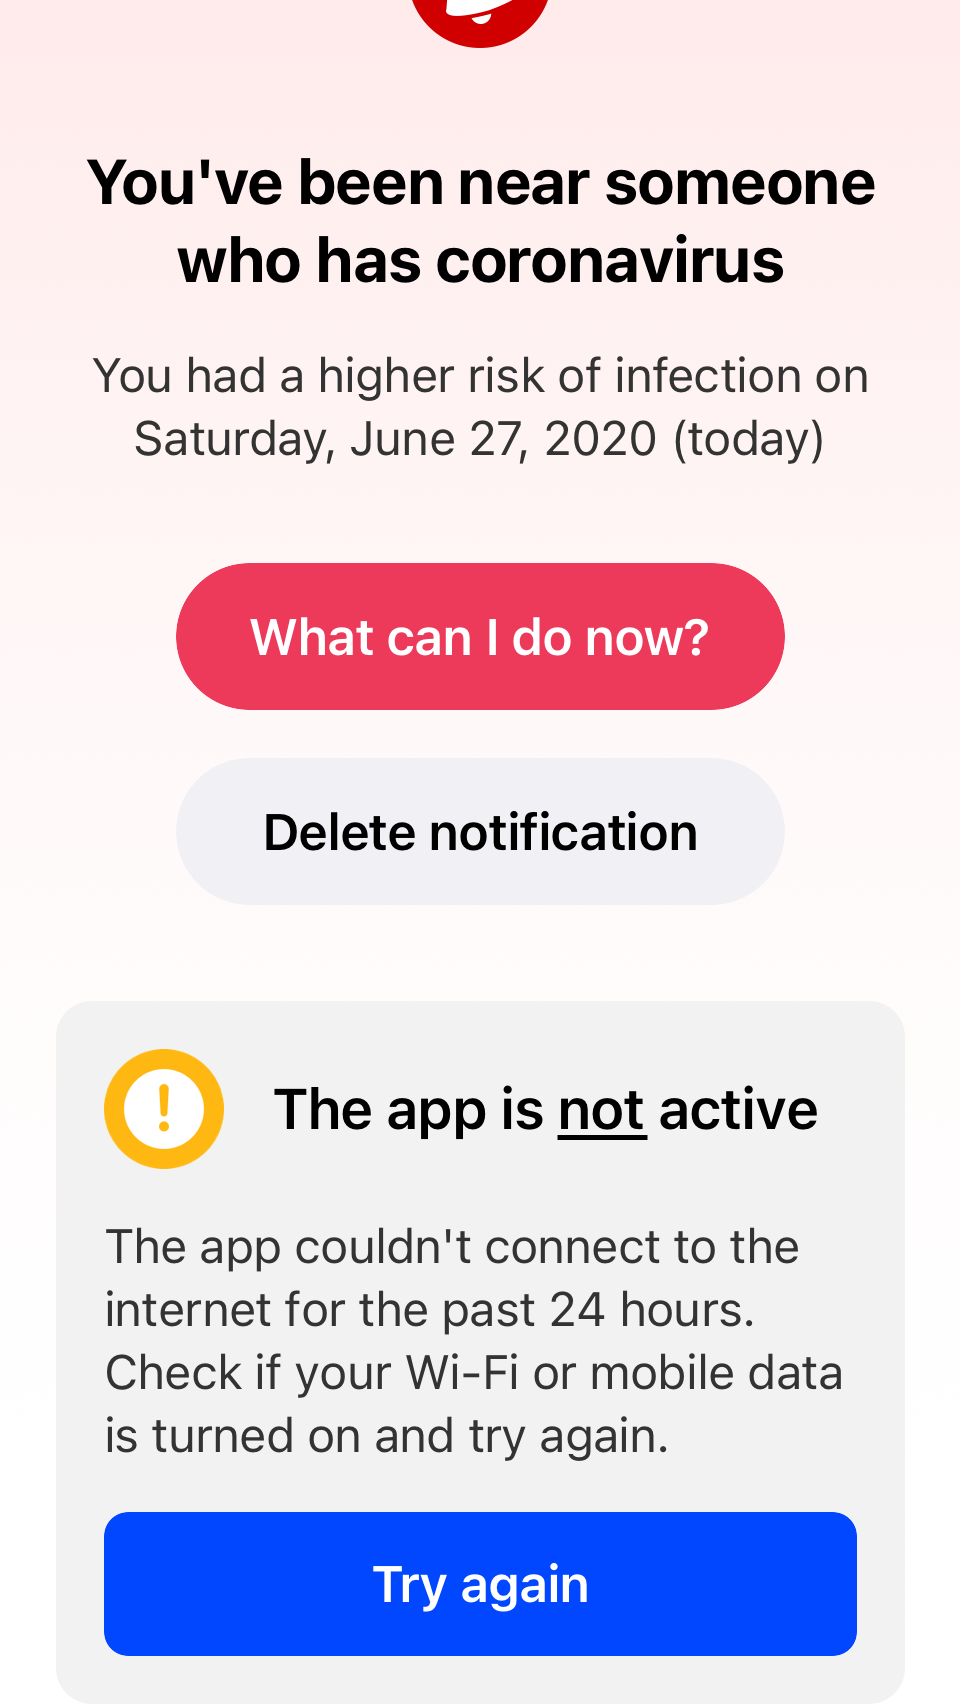 You've been near someone
who has coronavirus
You had a higher risk of infection on
Saturday, June 27, 2020 (today)
What can I do now?
Delete notification
The app is not active
The app couldn't connect to the
internet for the past 24 hours.
Check if your Wi-Fi or mobile data
is turned on and try again.
Try again